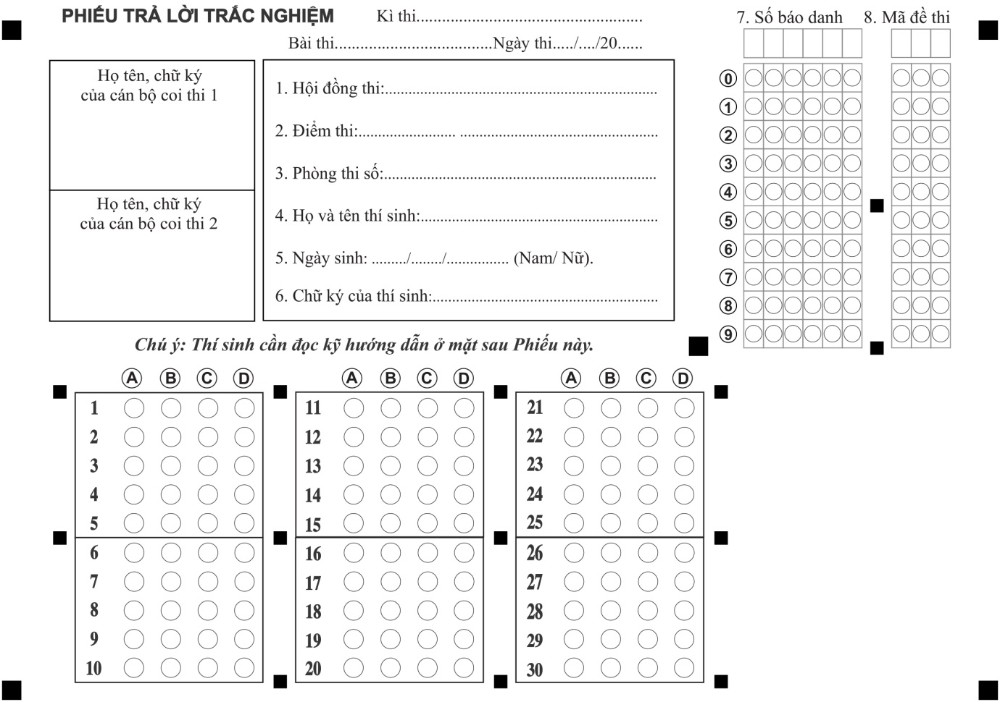 PHIẾU TRẢ LỜI TRẮC NGHIỆM
Kì thi..................................................
Bài thi...................................Ngày thi...../..../20......
Họ tên, chữ ký
của cán bộ coi thi 1
Họ tên, chữ ký
của cán bộ coi thi 2
1. Hội đồng thi:............................................................
2. Điểm thi:...................... ............................................
3. Phòng thi số:............................................................
4. Họ và tên thí sinh:....................................................
5. Ngày sinh: ........./......../............... (Nam/ Nữ).
6. Chữ ký của thí sinh:..................................................
7. Số báo danh
8. Mã đề thi
0
1
2
3
4
5
6
7
8
9
Chú ý: Thí sinh cần đọc kỹ hướng dẫn ở mặt sau Phiếu này.
A B C D
1
2
3
4
5
6
7
8
9
10
A B C D
11
12
13
14
15
16
17
18
19
20
A B C D
21
22
23
24
25
26
27
28
29
30